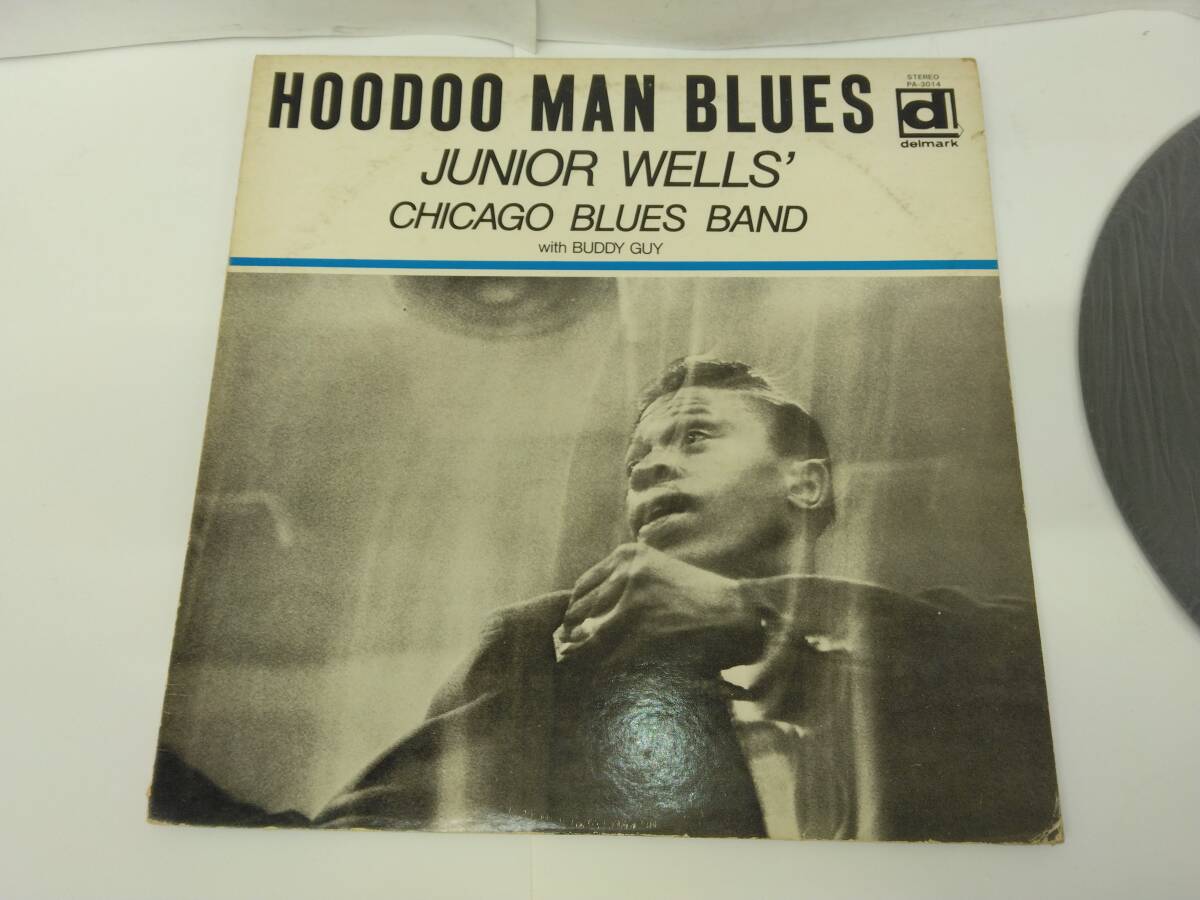 HOODOO MAN BLUES
STEREO
PA-3014
d
delmark
JUNIOR WELLS'
CHICAGO BLUES BAND
with BUDDY GUY